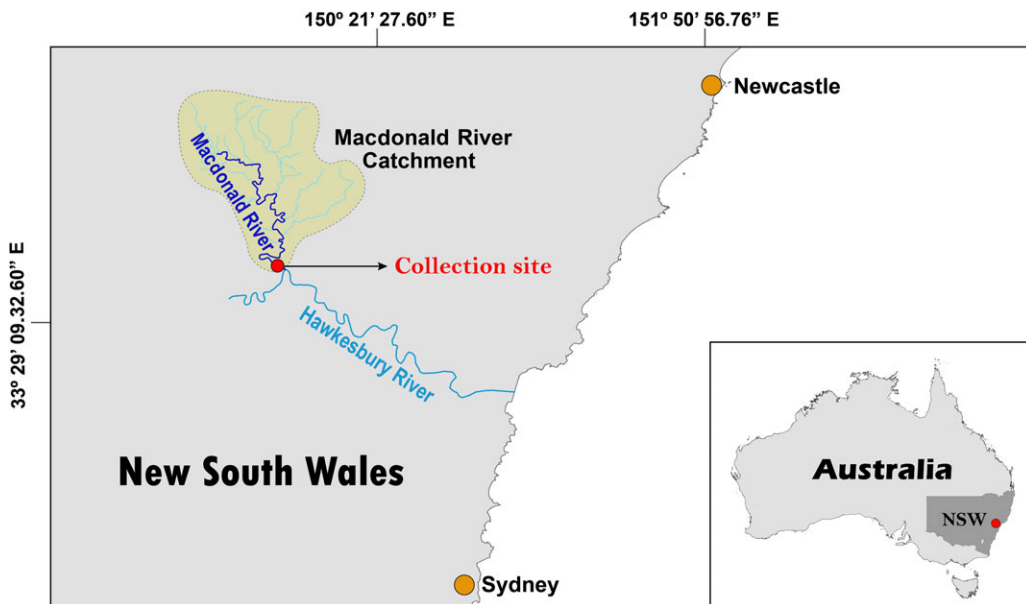 150º 21’ 27.60” E
151º 50’ 56.76” E
Newcastle
Macdonald River
Catchment
Macdonald River
Collection site
33º 29’ 09.32.60” E
Hawkesbury River
New South Wales
Australia
NSW
Sydney